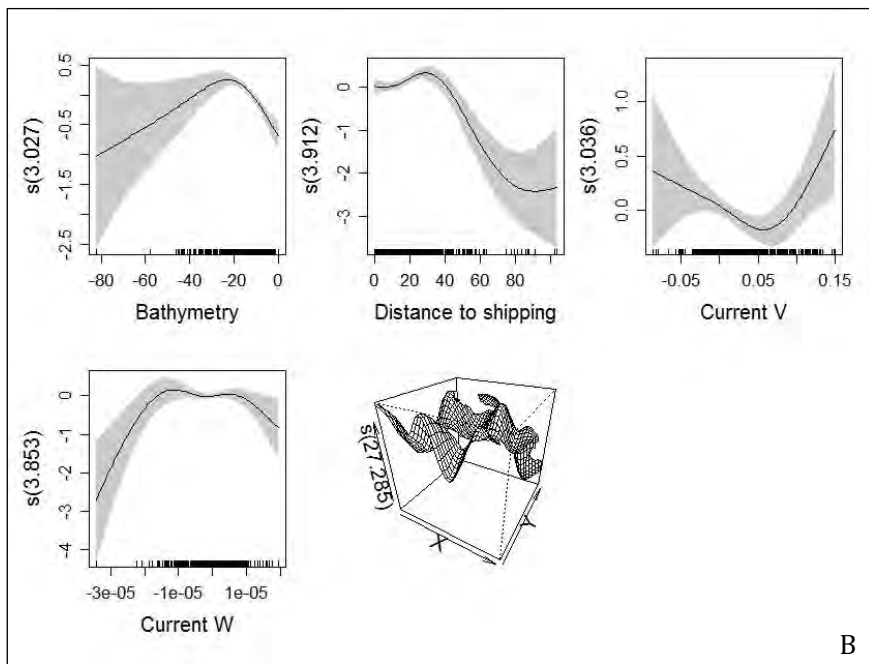 s(3.027)
-2.5 -1.5 -0.5 0.5
-80 -60 -40 -20 0
Bathymetry
s(3.912)
-3 -2 -1 0
0 20 40 60 80
Distance to shipping
s(3.036)
0.0 0.5 1.0
-0.05 0.05 0.15
Current V
s(3.853)
-4 -3 -2 -1 0
-3e-05 -1e-05 1e-05
Current W
s(27.285)
X
Y
B